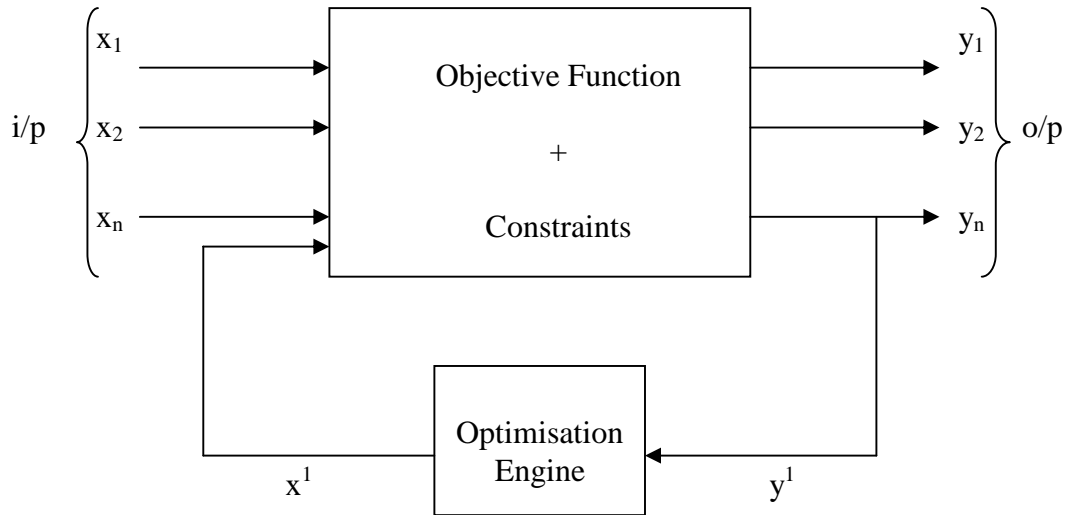 x₁
x₂
xₙ
i/p
Objective Function
+
Constraints
y₁
y₂
yₙ
o/p
Optimisation
Engine
x¹
y¹